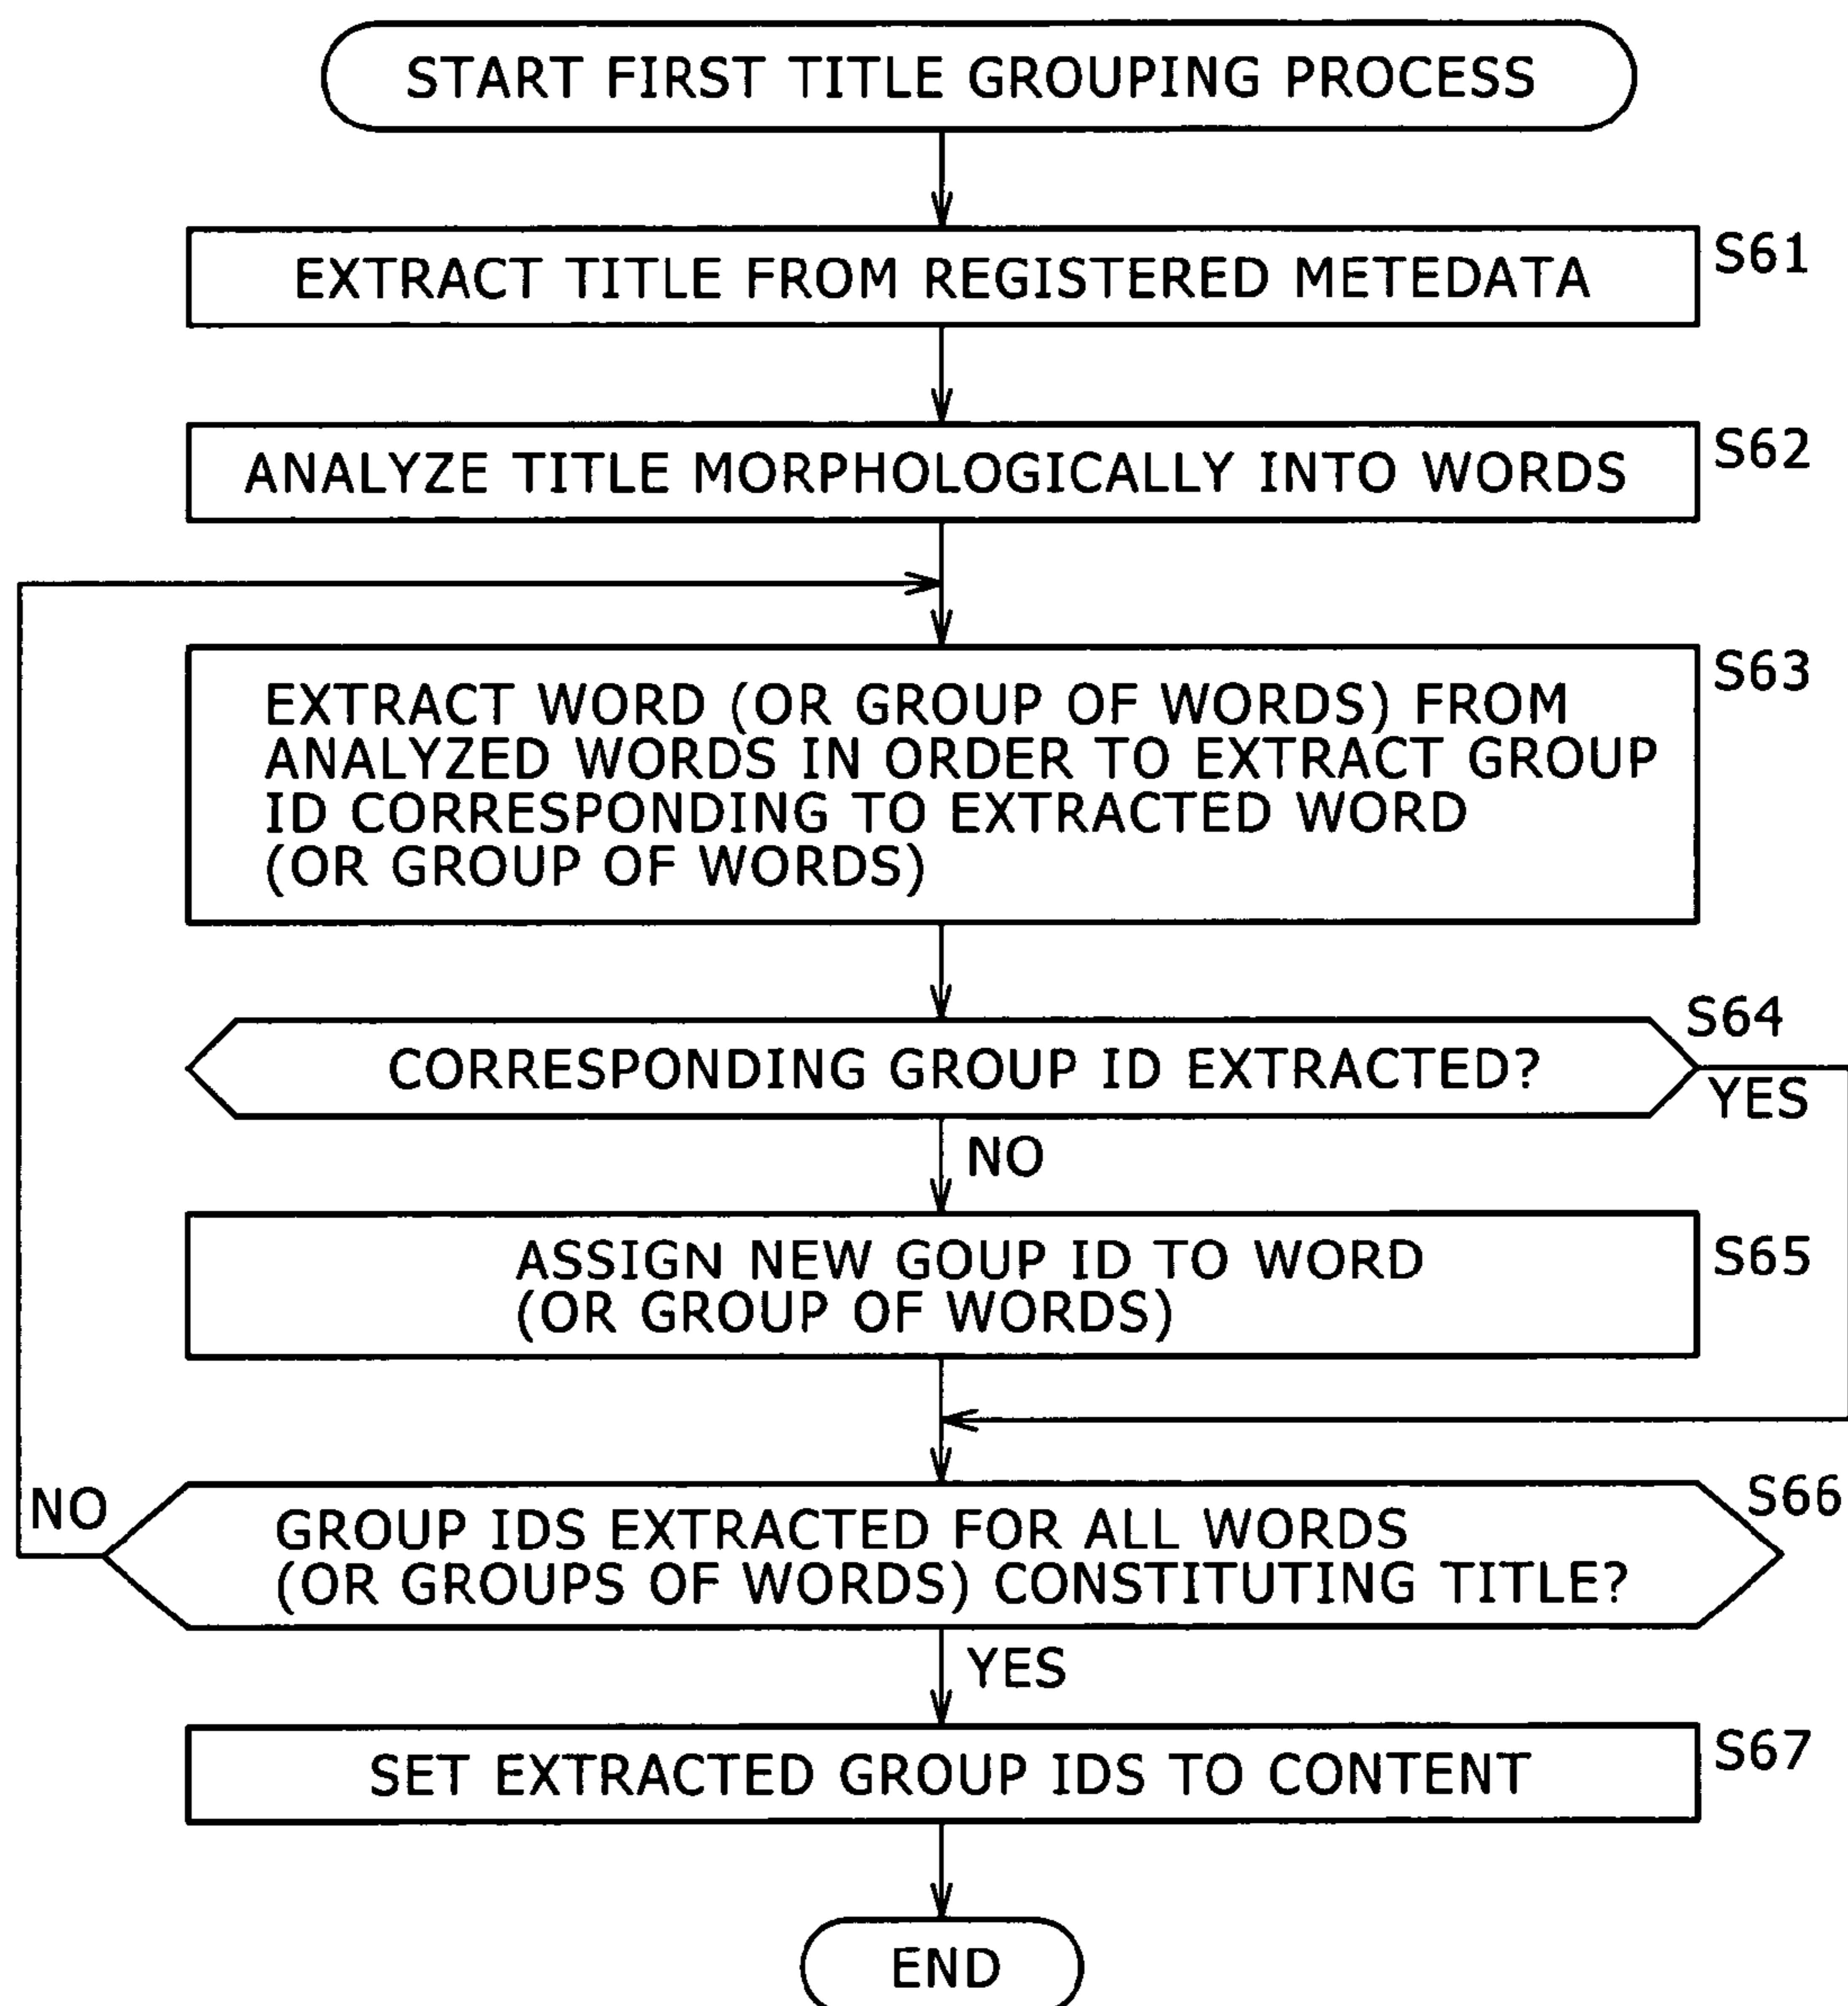 START FIRST TITLE GROUPING PROCESS
EXTRACT TITLE FROM REGISTERED METEDATA
S61
ANALYZE TITLE MORPHOLOGICALLY INTO WORDS
S62
EXTRACT WORD (OR GROUP OF WORDS) FROM
ANALYZED WORDS IN ORDER TO EXTRACT GROUP
ID CORRESPONDING TO EXTRACTED WORD
(OR GROUP OF WORDS)
S63
CORRESPONDING GROUP ID EXTRACTED?
S64
YES
NO
ASSIGN NEW GOUP ID TO WORD
(OR GROUP OF WORDS)
S65
GROUP IDS EXTRACTED FOR ALL WORDS
(OR GROUPS OF WORDS) CONSTITUTING TITLE?
S66
NO
YES
SET EXTRACTED GROUP IDS TO CONTENT
S67
END